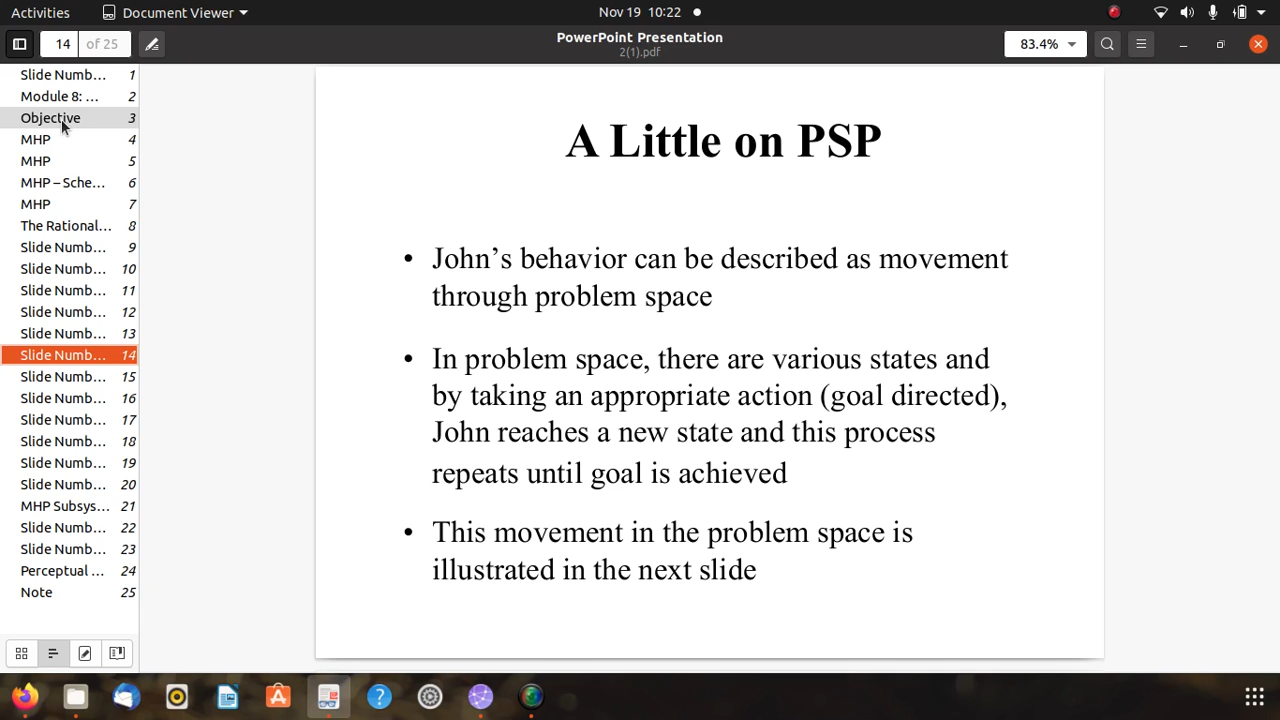 Activities
Document Viewer
Nov 19 10:22
14 of 25
PowerPoint Presentation
2(1).pdf
83.4%
Slide Numb... 1
Module 8: ... 2
Objective 3
MHP 4
MHP 5
MHP – Sche... 6
MHP 7
The Rational... 8
Slide Numb... 9
Slide Numb... 10
Slide Numb... 11
Slide Numb... 12
Slide Numb... 13
Slide Numb... 14
Slide Numb... 15
Slide Numb... 16
Slide Numb... 17
Slide Numb... 18
Slide Numb... 19
Slide Numb... 20
MHP Subsys... 21
Slide Numb... 22
Slide Numb... 23
Perceptual ... 24
Note 25
A Little on PSP
• John’s behavior can be described as movement
through problem space
• In problem space, there are various states and
by taking an appropriate action (goal directed),
John reaches a new state and this process
repeats until goal is achieved
• This movement in the problem space is
illustrated in the next slide